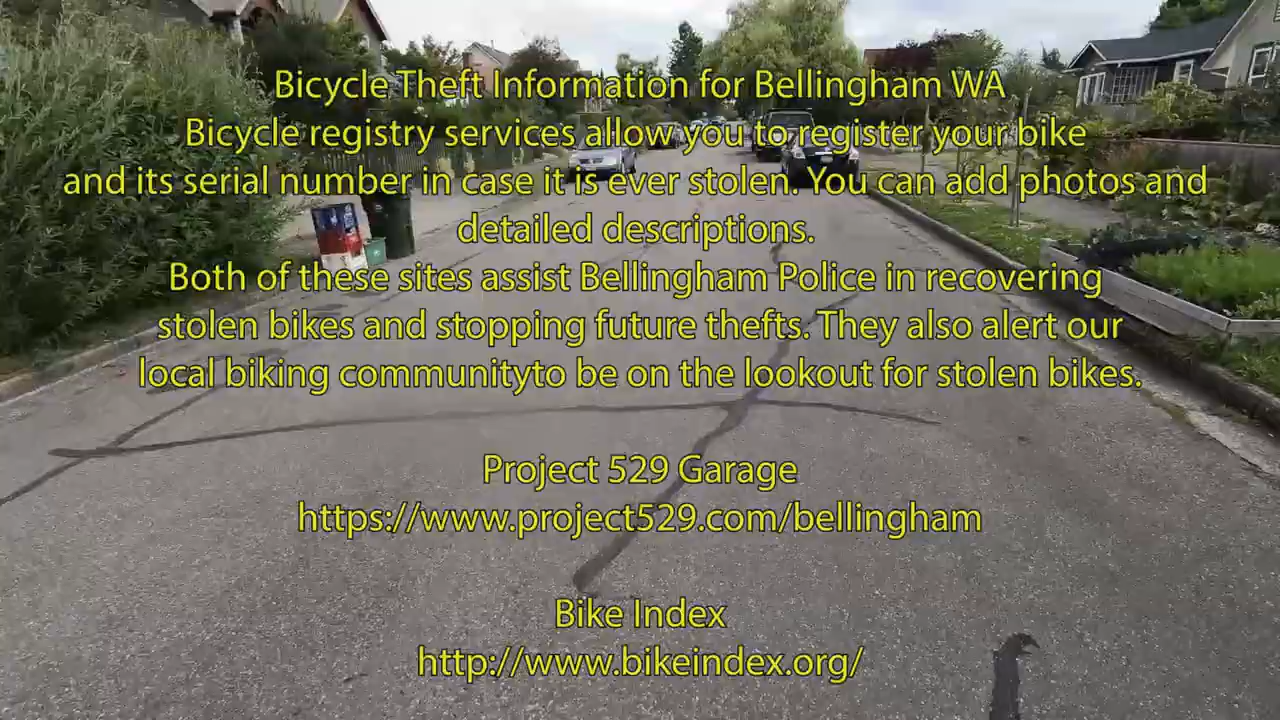 Bicycle Theft Information for Bellingham WA
Bicycle registry services allow you to register your bike
and its serial number in case it is ever stolen. You can add photos and
detailed descriptions.
Both of these sites assist Bellingham Police in recovering
stolen bikes and stopping future thefts. They also alert our
local biking communityto be on the lookout for stolen bikes.
Project 529 Garage
https://www.project529.com/bellingham
Bike Index
http://www.bikeindex.org/